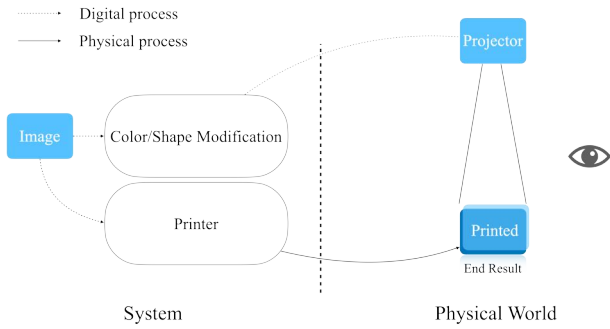 Digital process
Physical process
Projector
Image
Color/Shape Modification
Printer
Printed
End Result
System
Physical World